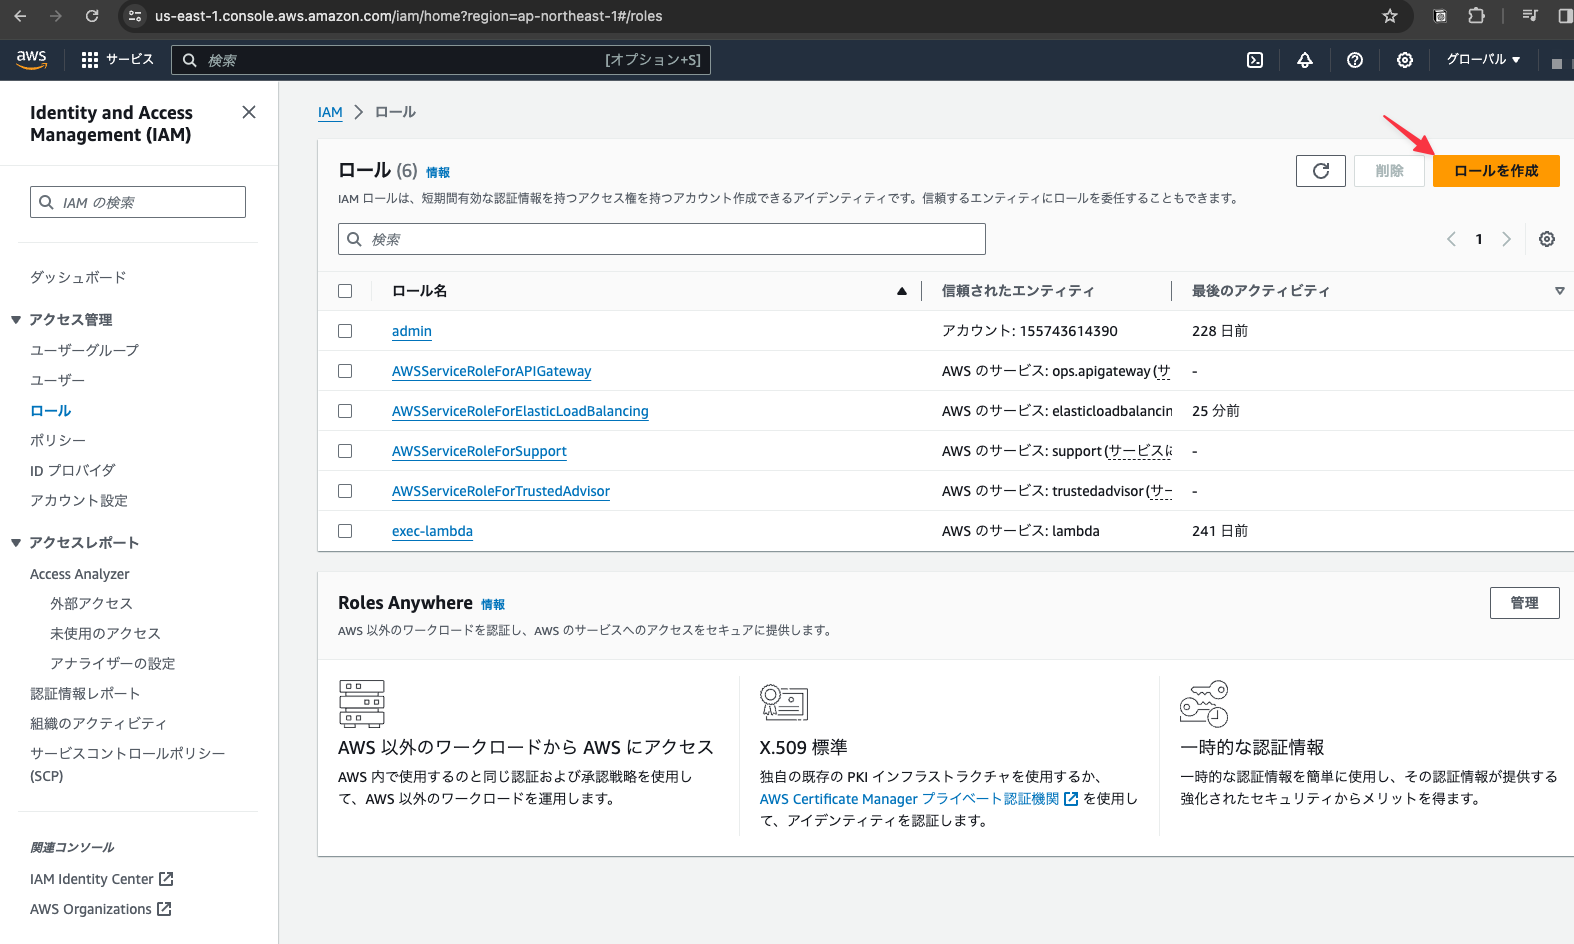 us-east-1.console.aws.amazon.com/iam/home?region=ap-northeast-1#/roles
aws
サービス
検索
[オプション+S]
グローバル
Identity and Access
Management (IAM)
IAM の検索
ダッシュボード
アクセス管理
ユーザーグループ
ユーザー
ロール
ポリシー
ID プロバイダ
アカウント設定
アクセスレポート
Access Analyzer
外部アクセス
未使用のアクセス
アナライザーの設定
認証情報レポート
組織のアクティビティ
サービスコントロールポリシー
(SCP)
関連コンソール
IAM Identity Center
AWS Organizations
IAM > ロール
ロール (6) 情報
削除
ロールを作成
IAM ロールは、短期間有効な認証情報を持つアクセス権を持つアカウント作成できるアイデンティティです。信頼するエンティティにロールを委任することもできます。
検索
1
ロール名 信頼されたエンティティ 最後のアクティビティ
admin アカウント: 155743614390 228 日前
AWSServiceRoleForAPIGateway AWS のサービス: ops.apigateway (サ -
AWSServiceRoleForElasticLoadBalancing AWS のサービス: elasticloadbalancin 25 分前
AWSServiceRoleForSupport AWS のサービス: support (サービスに -
AWSServiceRoleForTrustedAdvisor AWS のサービス: trustedadvisor (サー -
exec-lambda AWS のサービス: lambda 241 日前
Roles Anywhere 情報
管理
AWS 以外のワークロードを認証し、AWS のサービスへのアクセスをセキュアに提供します。
AWS 以外のワークロードから AWS にアクセス
AWS 内で使用するのと同じ認証および承認戦略を使用し
て、AWS 以外のワークロードを運用します。
X.509 標準
独自の既存の PKI インフラストラクチャを使用するか、
AWS Certificate Manager プライベート認証機関 を使用し
て、アイデンティティを認証します。
一時的な認証情報
一時的な認証情報を簡単に使用し、その認証情報が提供する
強化されたセキュリティからメリットを得ます。